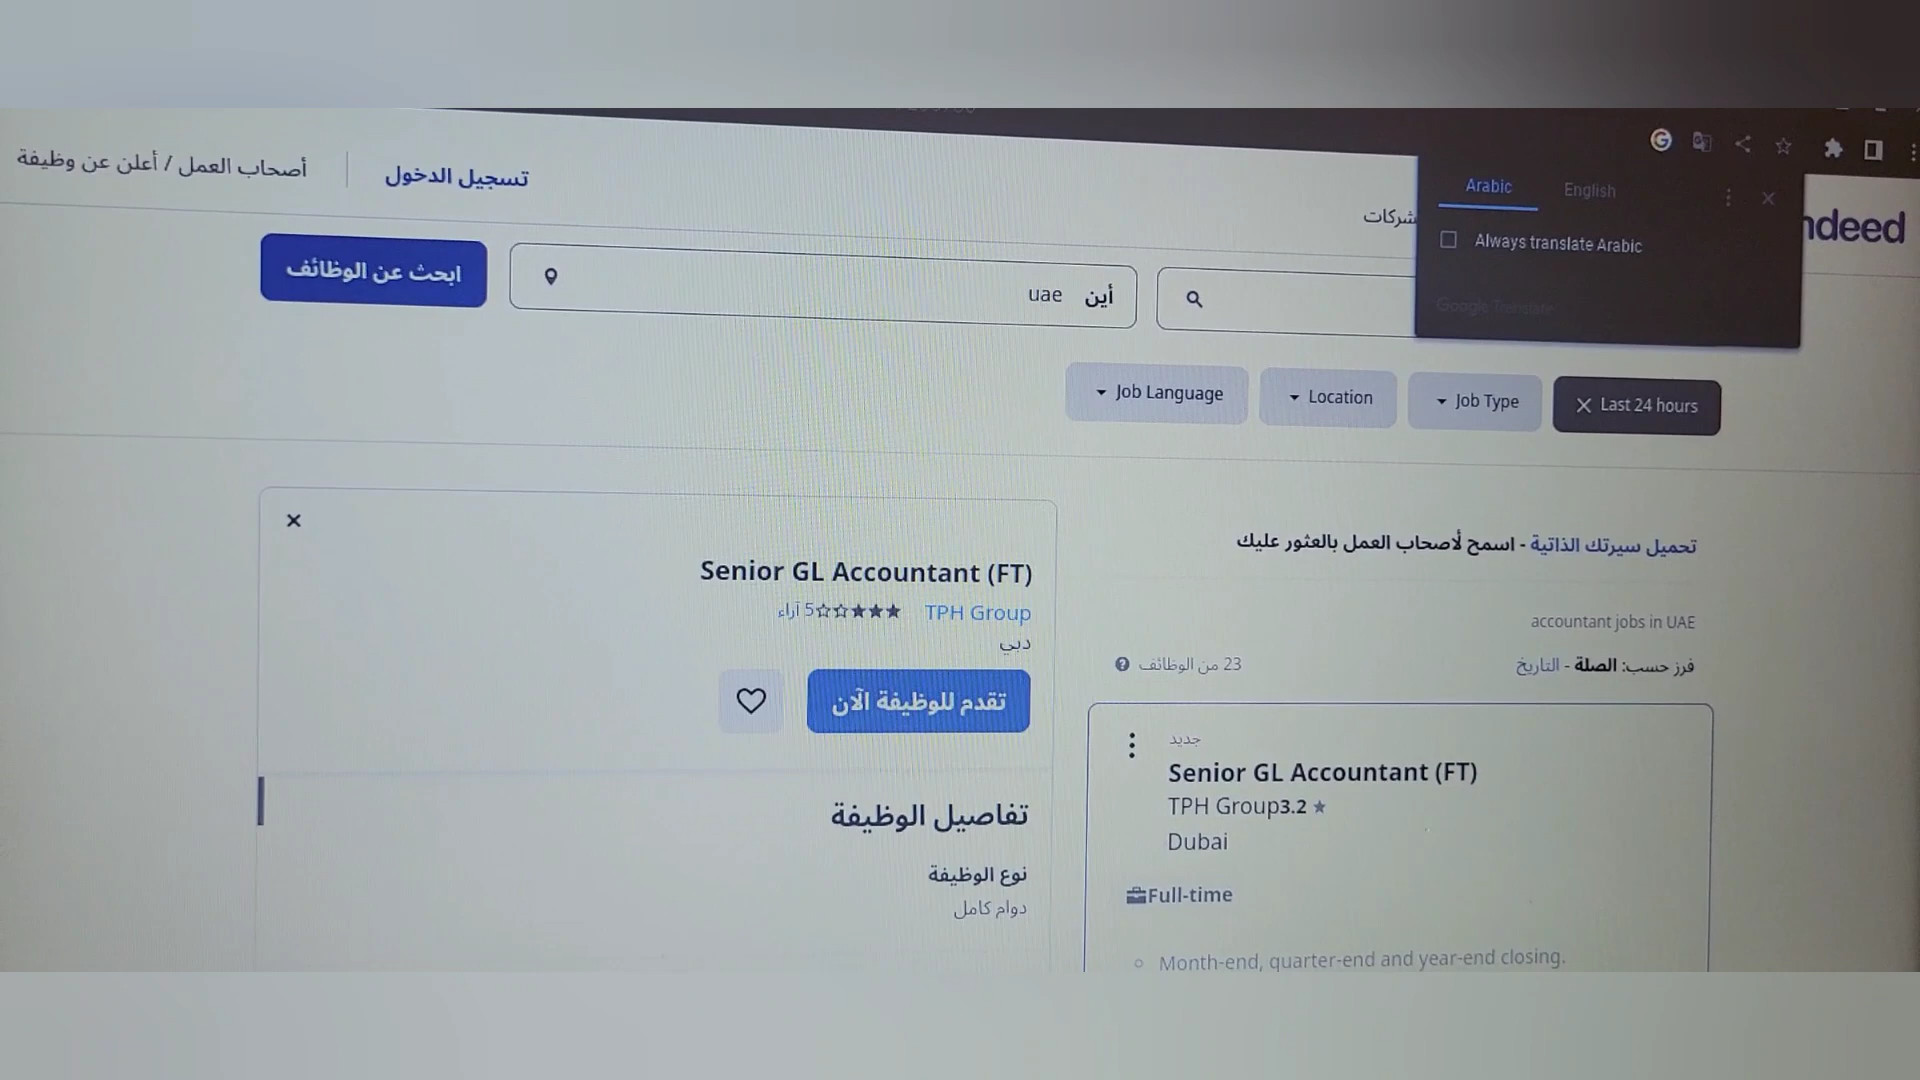 Arabic English
Always translate Arabic
Google Translate
ndeed
شركات
تسجيل الدخول
أصحاب العمل / أعلن عن وظيفة
أين uae
ابحث عن الوظائف
Last 24 hours
Job Type
Location
Job Language
تحميل سيرتك الذاتية - اسمح لأصحاب العمل بالعثور عليك
accountant jobs in UAE
فرز حسب: الصلة - التاريخ
23 من الوظائف
جديد
Senior GL Accountant (FT)
TPH Group3.2
Dubai
Full-time
Month-end, quarter-end and year-end closing.
Senior GL Accountant (FT)
TPH Group 5 آراء
دبي
تقدم للوظيفة الآن
تفاصيل الوظيفة
نوع الوظيفة
دوام كامل